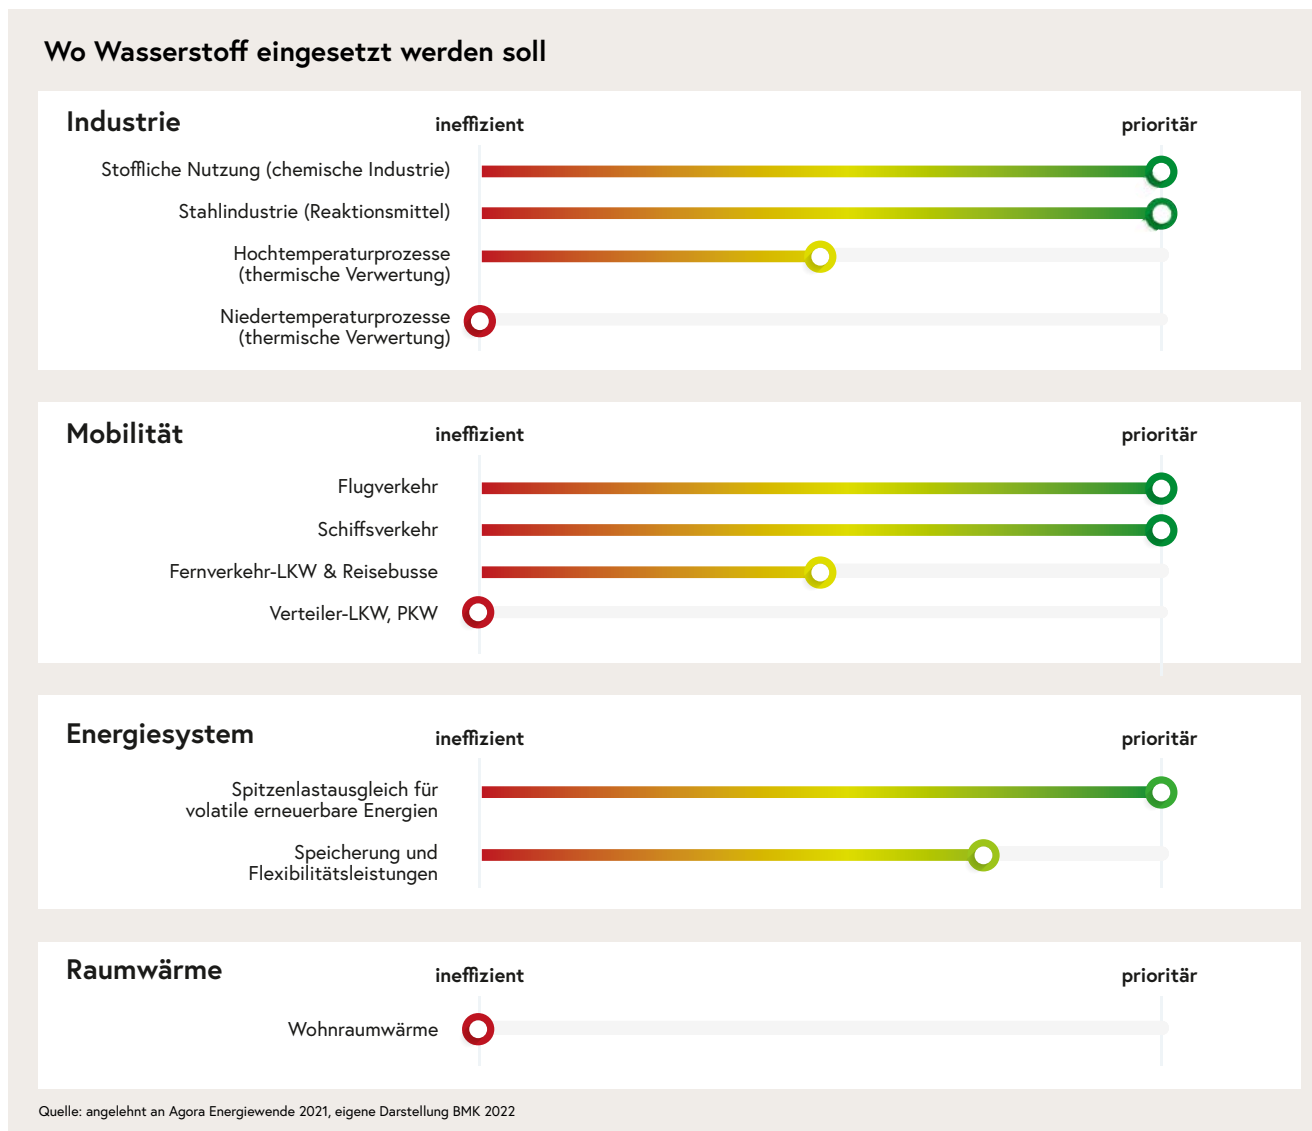 Wo Wasserstoff eingesetzt werden soll
Industrie
ineffizient
prioritär
Stoffliche Nutzung (chemische Industrie)
Stahlindustrie (Reaktionsmittel)
Hochtemperaturprozesse
(thermische Verwertung)
Niedertemperaturprozesse
(thermische Verwertung)
Mobilität
ineffizient
prioritär
Flugverkehr
Schiffsverkehr
Fernverkehr-LKW & Reisebusse
Verteiler-LKW, PKW
Energiesystem
ineffizient
prioritär
Spitzenlastausgleich für
volatile erneuerbare Energien
Speicherung und
Flexibilitätsleistungen
Raumwärme
ineffizient
prioritär
Wohnraumwärme
Quelle: angelehnt an Agora Energiewende 2021, eigene Darstellung BMK 2022